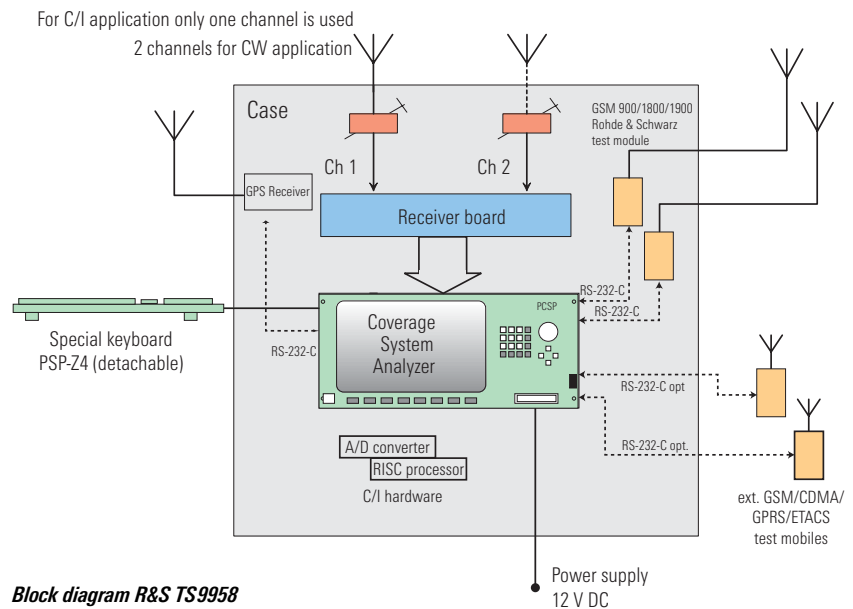 For C/I application only one channel is used
2 channels for CW application
Case
GSM 900/1800/1900
Rohde & Schwarz
test module
Ch 1
Ch 2
GPS Receiver
Receiver board
RS-232-C
RS-232-C
PCSP
Coverage
System
Analyzer
Special keyboard
PSP-Z4 (detachable)
RS-232-C
RS-232-C opt
RS-232-C opt.
A/D converter
RISC processor
C/I hardware
ext. GSM/CDMA/
GPRS/ETACS
test mobiles
Power supply
12 V DC
Block diagram R&S TS9958